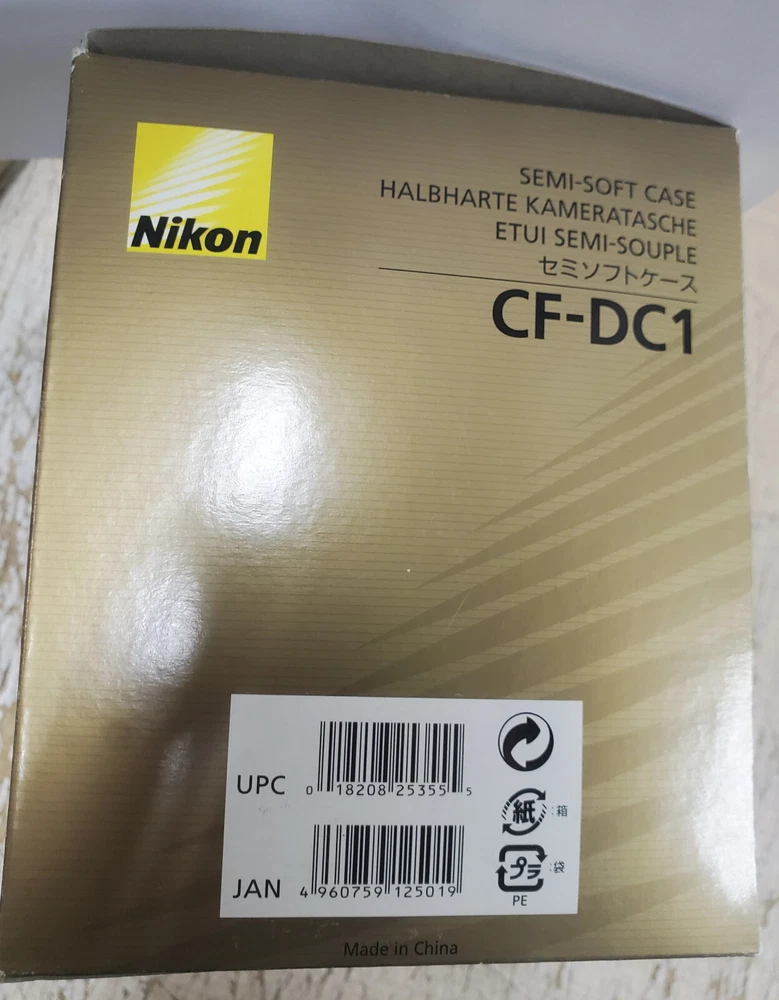 Nikon
SEMI-SOFT CASE
HALBHARTE KAMERATASCHE
ETUI SEMI-SOUPLE
セミソフトケース
CF-DC1
UPC
0 18208 25355 5
紙 :箱
JAN
4 960759 125019
プラ :袋
PE
Made in China